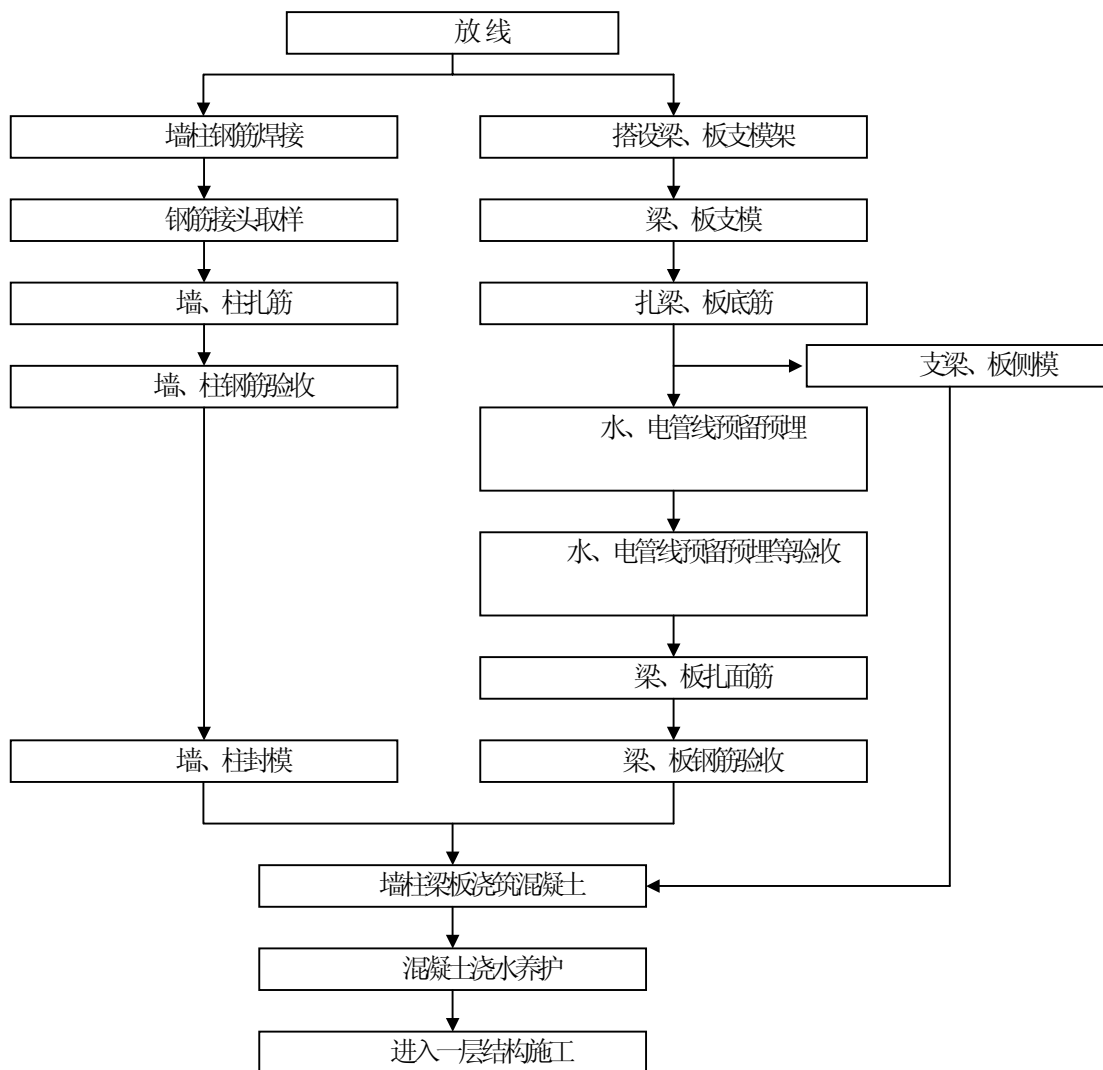 放线
墙柱钢筋焊接
搭设梁、板支模架
钢筋接头取样
梁、板支模
墙、柱扎筋
扎梁、板底筋
墙、柱钢筋验收
支梁、板侧模
水、电管线预留预埋
水、电管线预留预埋等验收
梁、板扎面筋
墙、柱封模
梁、板钢筋验收
墙柱梁板浇筑混凝土
混凝土浇水养护
进入一层结构施工